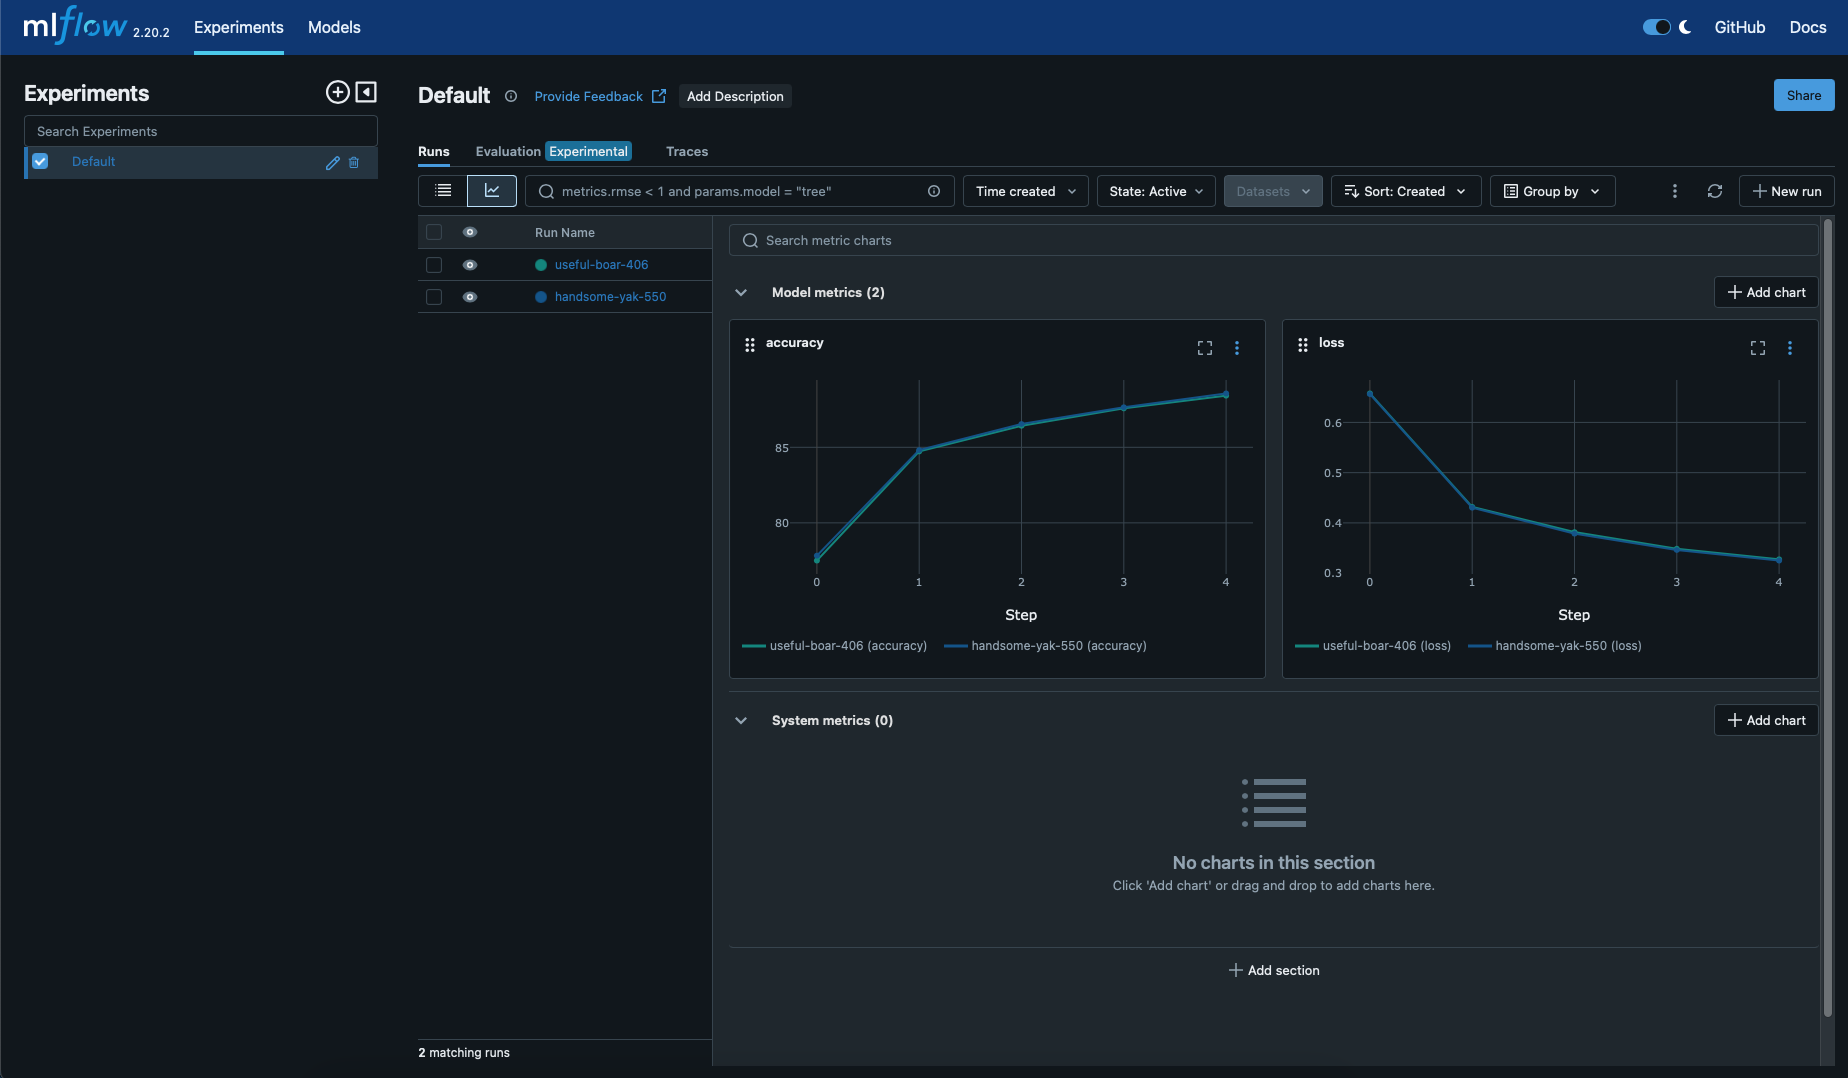 mlflow 2.20.2 Experiments Models GitHub Docs
Experiments
Search Experiments
Default
Default Provide Feedback Add Description Share
Runs Evaluation Experimental Traces
metrics.rmse < 1 and params.model = "tree" Time created State: Active Datasets Sort: Created Group by New run
Run Name
useful-boar-406
handsome-yak-550
2 matching runs
Search metric charts
Model metrics (2) Add chart
accuracy
85
80
0 1 2 3 4
Step
useful-boar-406 (accuracy) handsome-yak-550 (accuracy)
loss
0.6
0.5
0.4
0.3
0 1 2 3 4
Step
useful-boar-406 (loss) handsome-yak-550 (loss)
System metrics (0) Add chart
No charts in this section
Click 'Add chart' or drag and drop to add charts here.
Add section